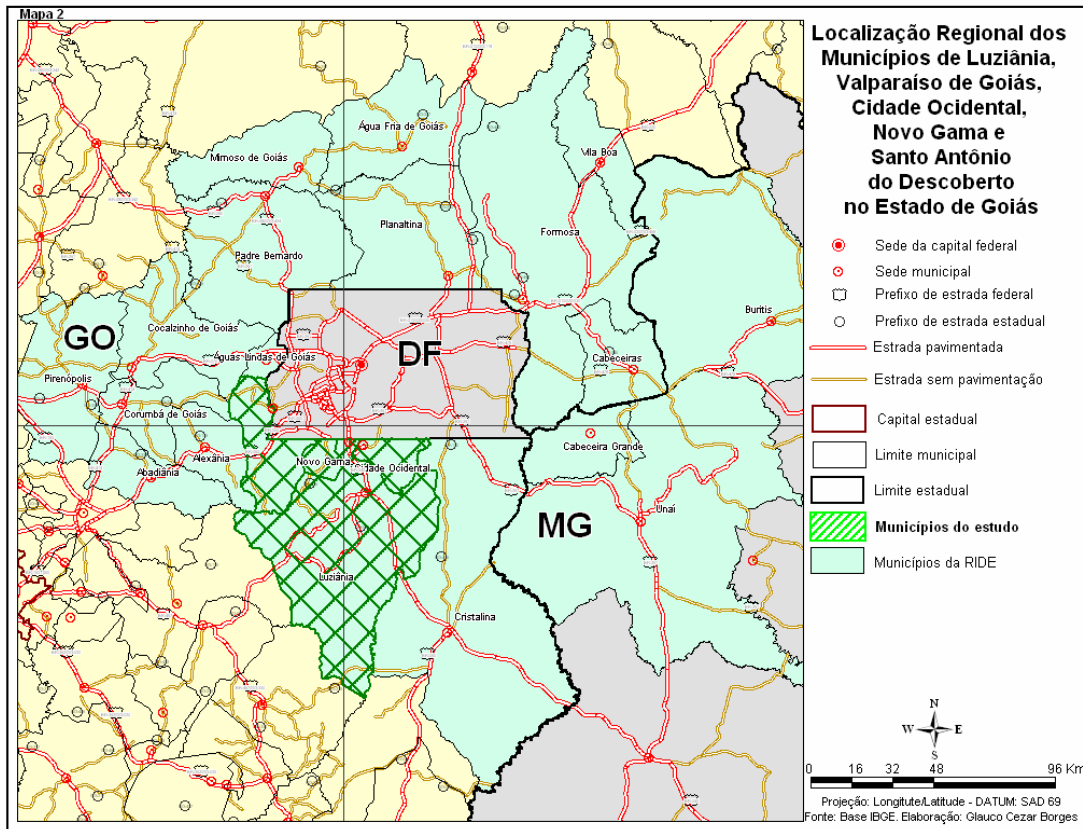 Mapa 2
Localização Regional dos
Municípios de Luziânia,
Valparaíso de Goiás,
Cidade Ocidental,
Novo Gama e
Santo Antônio
do Descoberto
no Estado de Goiás
Sede da capital federal
Sede municipal
Prefixo de estrada federal
Prefixo de estrada estadual
Estrada pavimentada
Estrada sem pavimentação
Capital estadual
Limite municipal
Limite estadual
Municípios do estudo
Municípios da RIDE
Água Fria de Goiás
Mimoso de Goiás
Vila Boa
Planaltina
Formosa
Padre Bernardo
Buritis
Cocalzinho de Goiás
GO
DF
Águas Lindas de Goiás
Cabeceiras
Pirenópolis
Corumbá de Goiás
Cabeceira Grande
Alexânia
Novo Gama
Cidade Ocidental
Abadiânia
Unaí
MG
Luziânia
Cristalina
N
W
E
S
0 16 32 48 96 Km
Projeção: Longitute/Latitude - DATUM: SAD 69
Fonte: Base IBGE. Elaboração: Glauco Cezar Borges